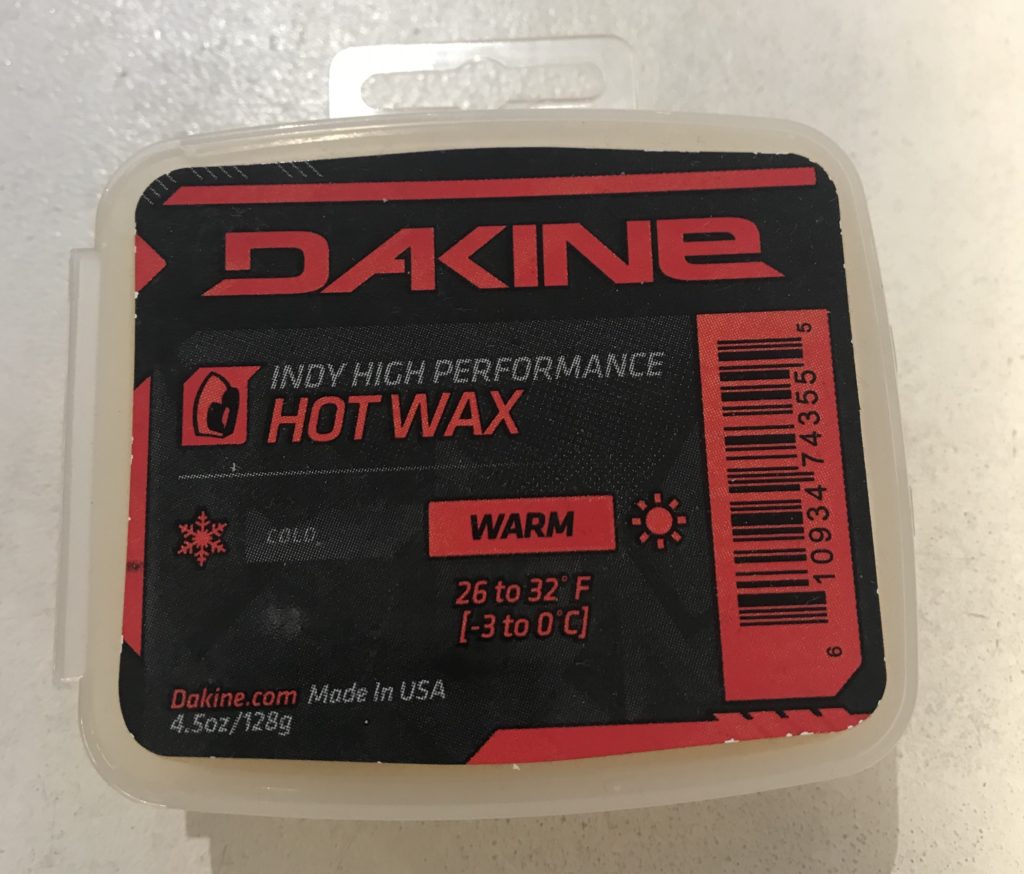 DAKINE
INDY HIGH PERFORMANCE
HOT WAX
COLD
WARM
26 to 32° F
[-3 to 0°C]
Dakine.com Made In USA
4.5oz/128g
6 10934 74355 5